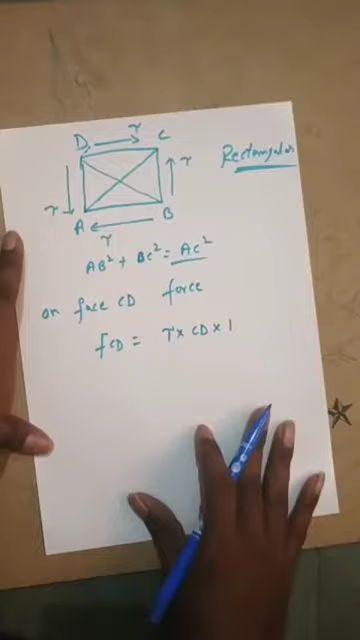 τ
D C
τ τ
Rectangular
A B
τ
AB² + BC² = AC²
on face CD force
fCD = τ × CD × 1